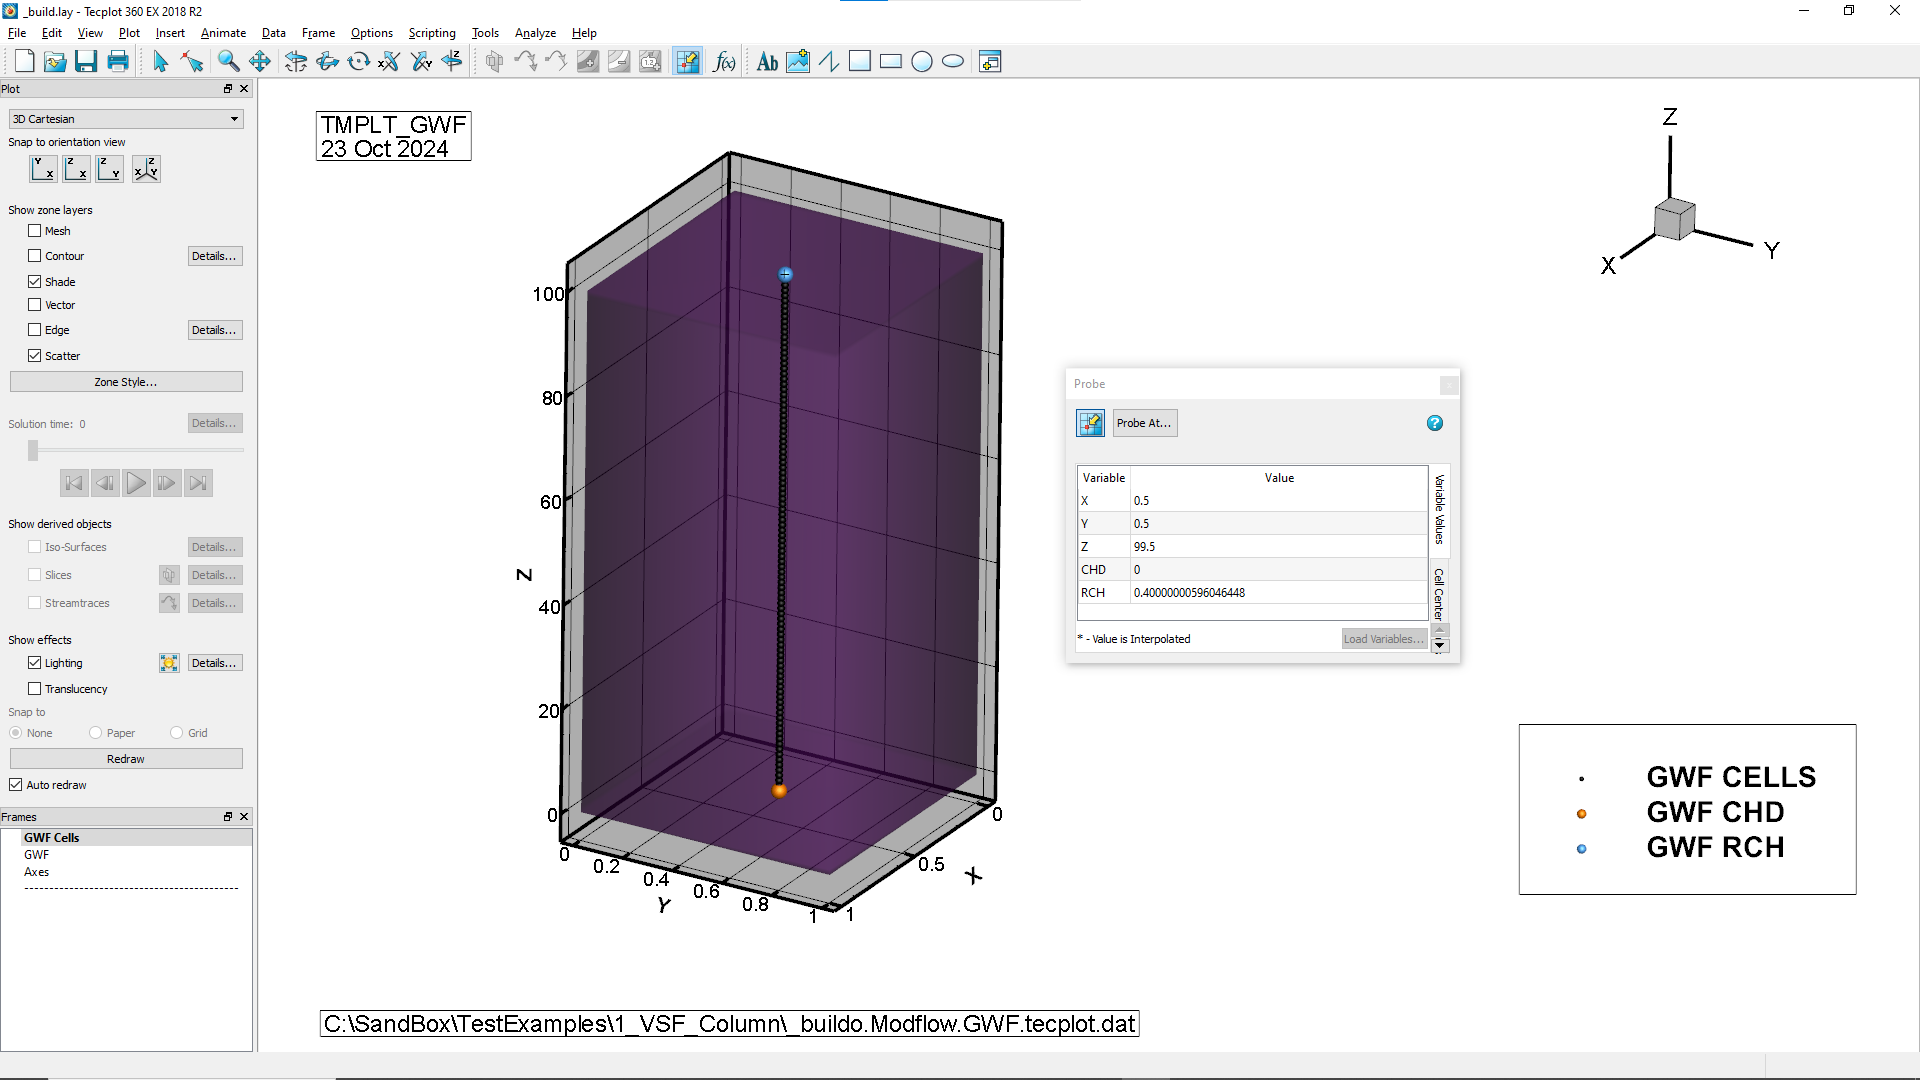 _build.lay - Tecplot 360 EX 2018 R2
File Edit View Plot Insert Animate Data Frame Options Scripting Tools Analyze Help
Plot
3D Cartesian
Snap to orientation view
Show zone layers
Mesh
Contour Details...
Shade
Vector
Edge Details...
Scatter
Zone Style...
Solution time: 0 Details...
Show derived objects
Iso-Surfaces Details...
Slices Details...
Streamtraces Details...
Show effects
Lighting Details...
Translucency
Snap to
None Paper Grid
Redraw
Auto redraw
Frames
GWF Cells
GWF
Axes
TMPLT_GWF
23 Oct 2024
Z
X
Y
100
80
60
Z
40
20
0
0
0.2
0.4
0.6
0.8
1
Y
1
0.5
0
X
Probe
Probe At...
Variable Value
X 0.5
Y 0.5
Z 99.5
CHD 0
RCH 0.40000000596046448
Variable Values
Cell Center
* - Value is Interpolated
Load Variables...
GWF CELLS
GWF CHD
GWF RCH
C:\SandBox\TestExamples\1_VSF_Column\_buildo.Modflow.GWF.tecplot.dat